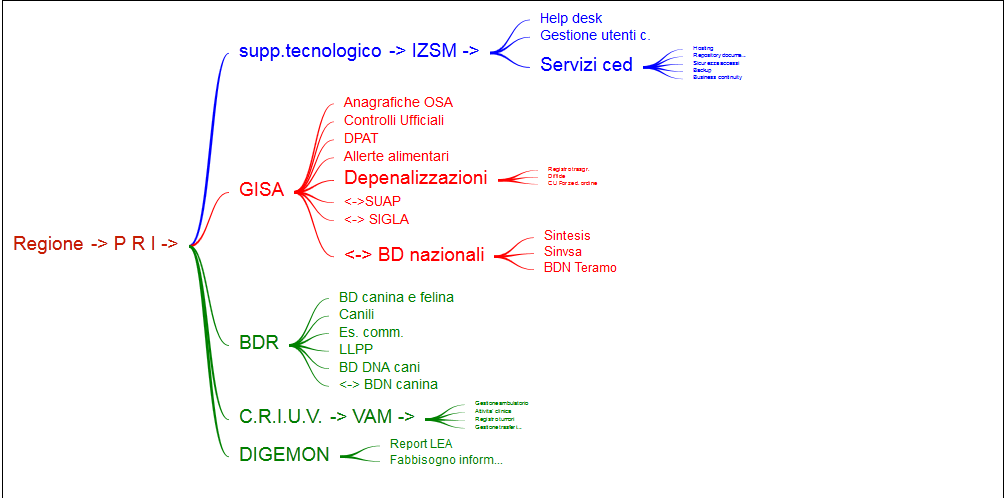 Regione -> P R I ->
supp.tecnologico -> IZSM ->
Help desk
Gestione utenti c.
Servizi ced
Hosting
Repository docume...
Sicurezza accessi
Backup
Business continuity
GISA
Anagrafiche OSA
Controlli Ufficiali
DPAT
Allerte alimentari
Depenalizzazioni
Registro trasgr.
Diffide
CU Forze d. ordine
<->SUAP
<-> SIGLA
<-> BD nazionali
Sintesis
Sinvsa
BDN Teramo
BDR
BD canina e felina
Canili
Es. comm.
LLPP
BD DNA cani
<-> BDN canina
C.R.I.U.V. -> VAM ->
Gestione ambulatorio
Attivita' clinica
Registro tumori
Gestione trasferi...
DIGEMON
Report LEA
Fabbisogno inform...